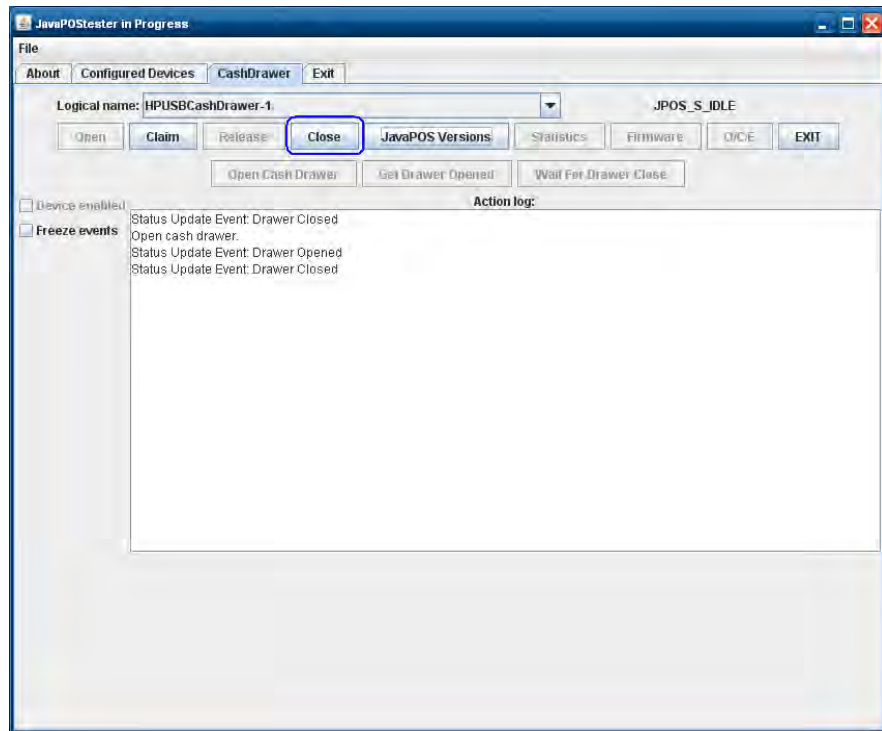 JavaPOStester in Progress
File
About Configured Devices CashDrawer Exit
Logical name: HPUSBCashDrawer-1 JPOS_S_IDLE
Open Claim Release Close JavaPOS Versions Statistics Firmware O/C/E EXIT
Open Cash Drawer Get Drawer Opened Wait For Drawer Close
Device enabled Action log:
Freeze events
Status Update Event: Drawer Closed
Open cash drawer.
Status Update Event: Drawer Opened
Status Update Event: Drawer Closed